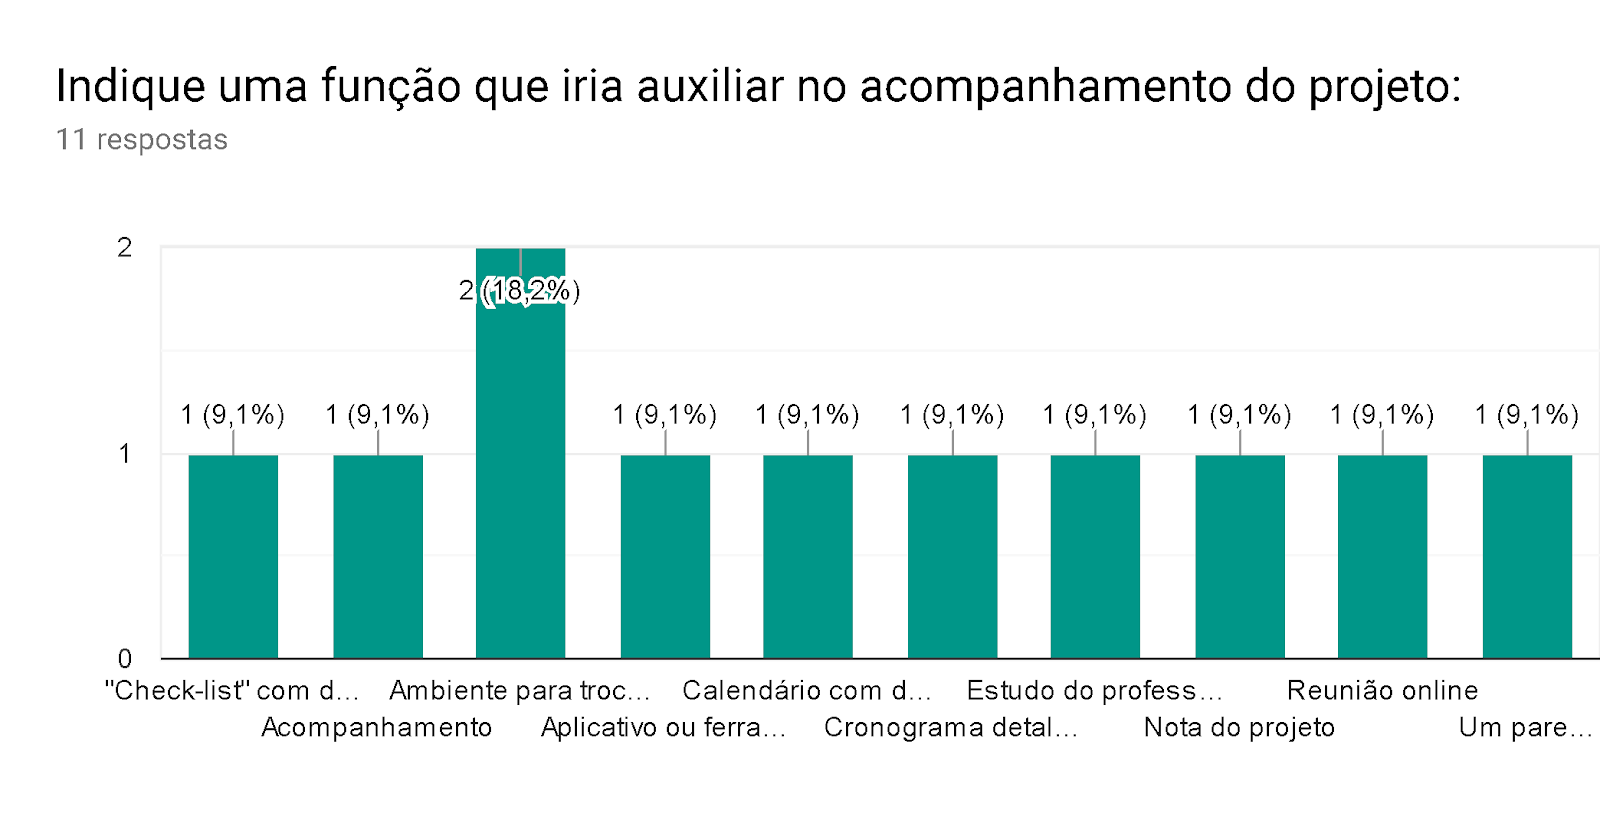 Indique uma função que iria auxiliar no acompanhamento do projeto:
11 respostas
2
2 (18,2%)
1 (9,1%) 1 (9,1%) 1 (9,1%) 1 (9,1%) 1 (9,1%) 1 (9,1%) 1 (9,1%) 1 (9,1%) 1 (9,1%)
1
0
"Check-list" com d... Ambiente para troc... Calendário com d... Estudo do profess... Reunião online
Acompanhamento Aplicativo ou ferra... Cronograma detal... Nota do projeto Um pare...